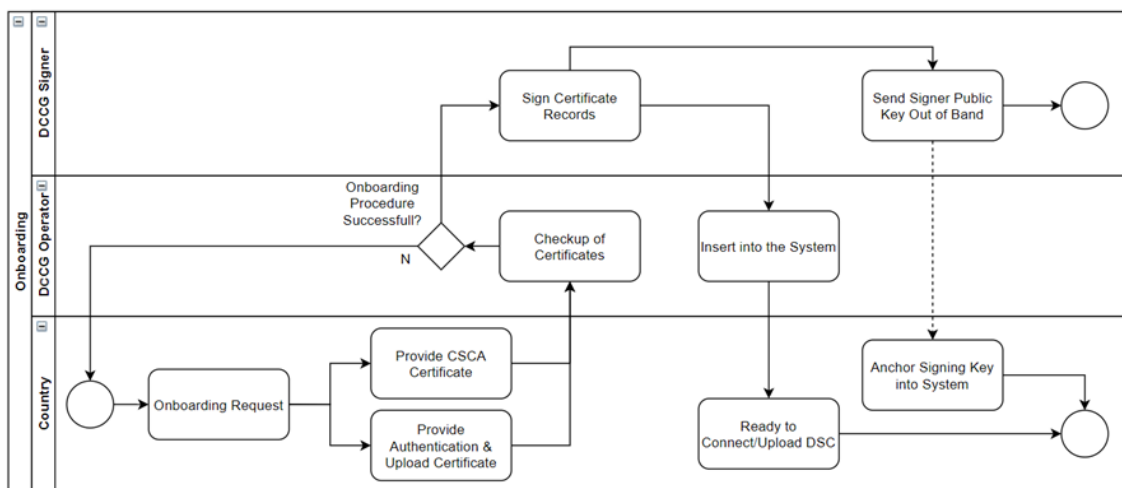 Onboarding
DCCG Signer
Sign Certificate
Records
Send Signer Public
Key Out of Band
DCCG Operator
Onboarding
Procedure
Successfull?
N
Checkup of
Certificates
Insert into the System
Country
Onboarding Request
Provide CSCA
Certificate
Provide
Authentication &
Upload Certificate
Anchor Signing Key
into System
Ready to
Connect/Upload DSC